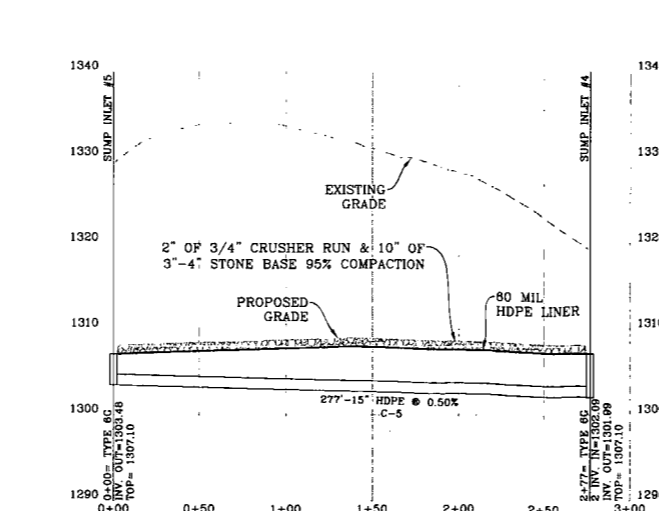 1340
134
SUMP INLET #5
SUMP INLET #4
1330
133
EXISTING
GRADE
1320
132
2" OF 3/4" CRUSHER RUN & 10" OF
3"-4" STONE BASE 95% COMPACTION
PROPOSED
GRADE
60 MIL
HDPE LINER
1310
131
277'-15" HDPE @ 0.50%
C-5
1300
130
0+00= TYPE 6C
INV. OUT=1303.48
TOP= 1307.10
2+77= TYPE 6C
2 INV. IN=1302.09
INV. OUT=1301.99
TOP= 1307.10
1290
129
0+00
0+50
1+00
1+50
2+00
2+50
3+00